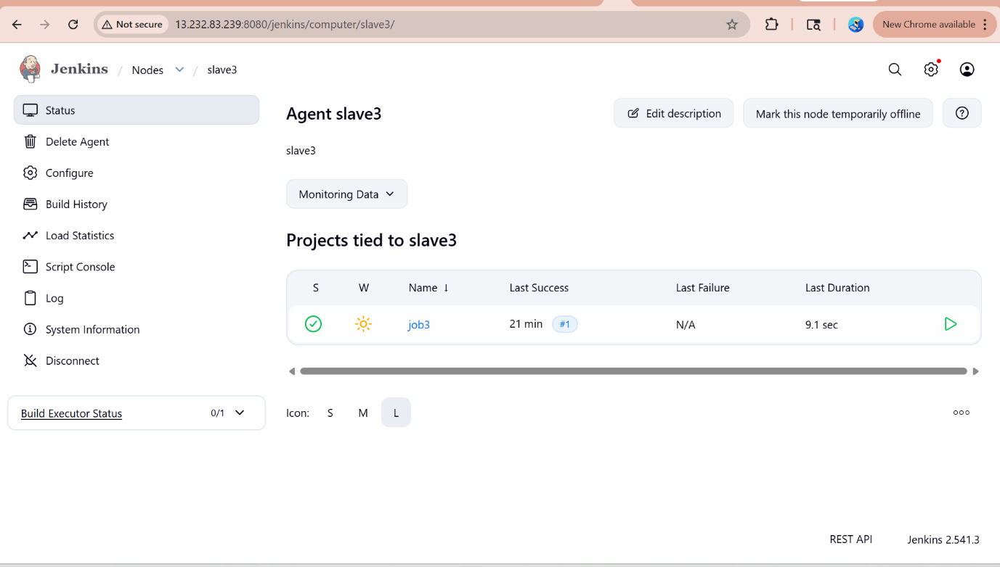 Not secure 13.232.83.239:8080/jenkins/computer/slave3/ New Chrome available
Jenkins / Nodes / slave3
Status
Delete Agent
Configure
Build History
Load Statistics
Script Console
Log
System Information
Disconnect
Build Executor Status 0/1
Agent slave3
Edit description
Mark this node temporarily offline
slave3
Monitoring Data
Projects tied to slave3
S W Name ↓ Last Success Last Failure Last Duration
job3 21 min #1 N/A 9.1 sec
Icon: S M L
REST API Jenkins 2.541.3